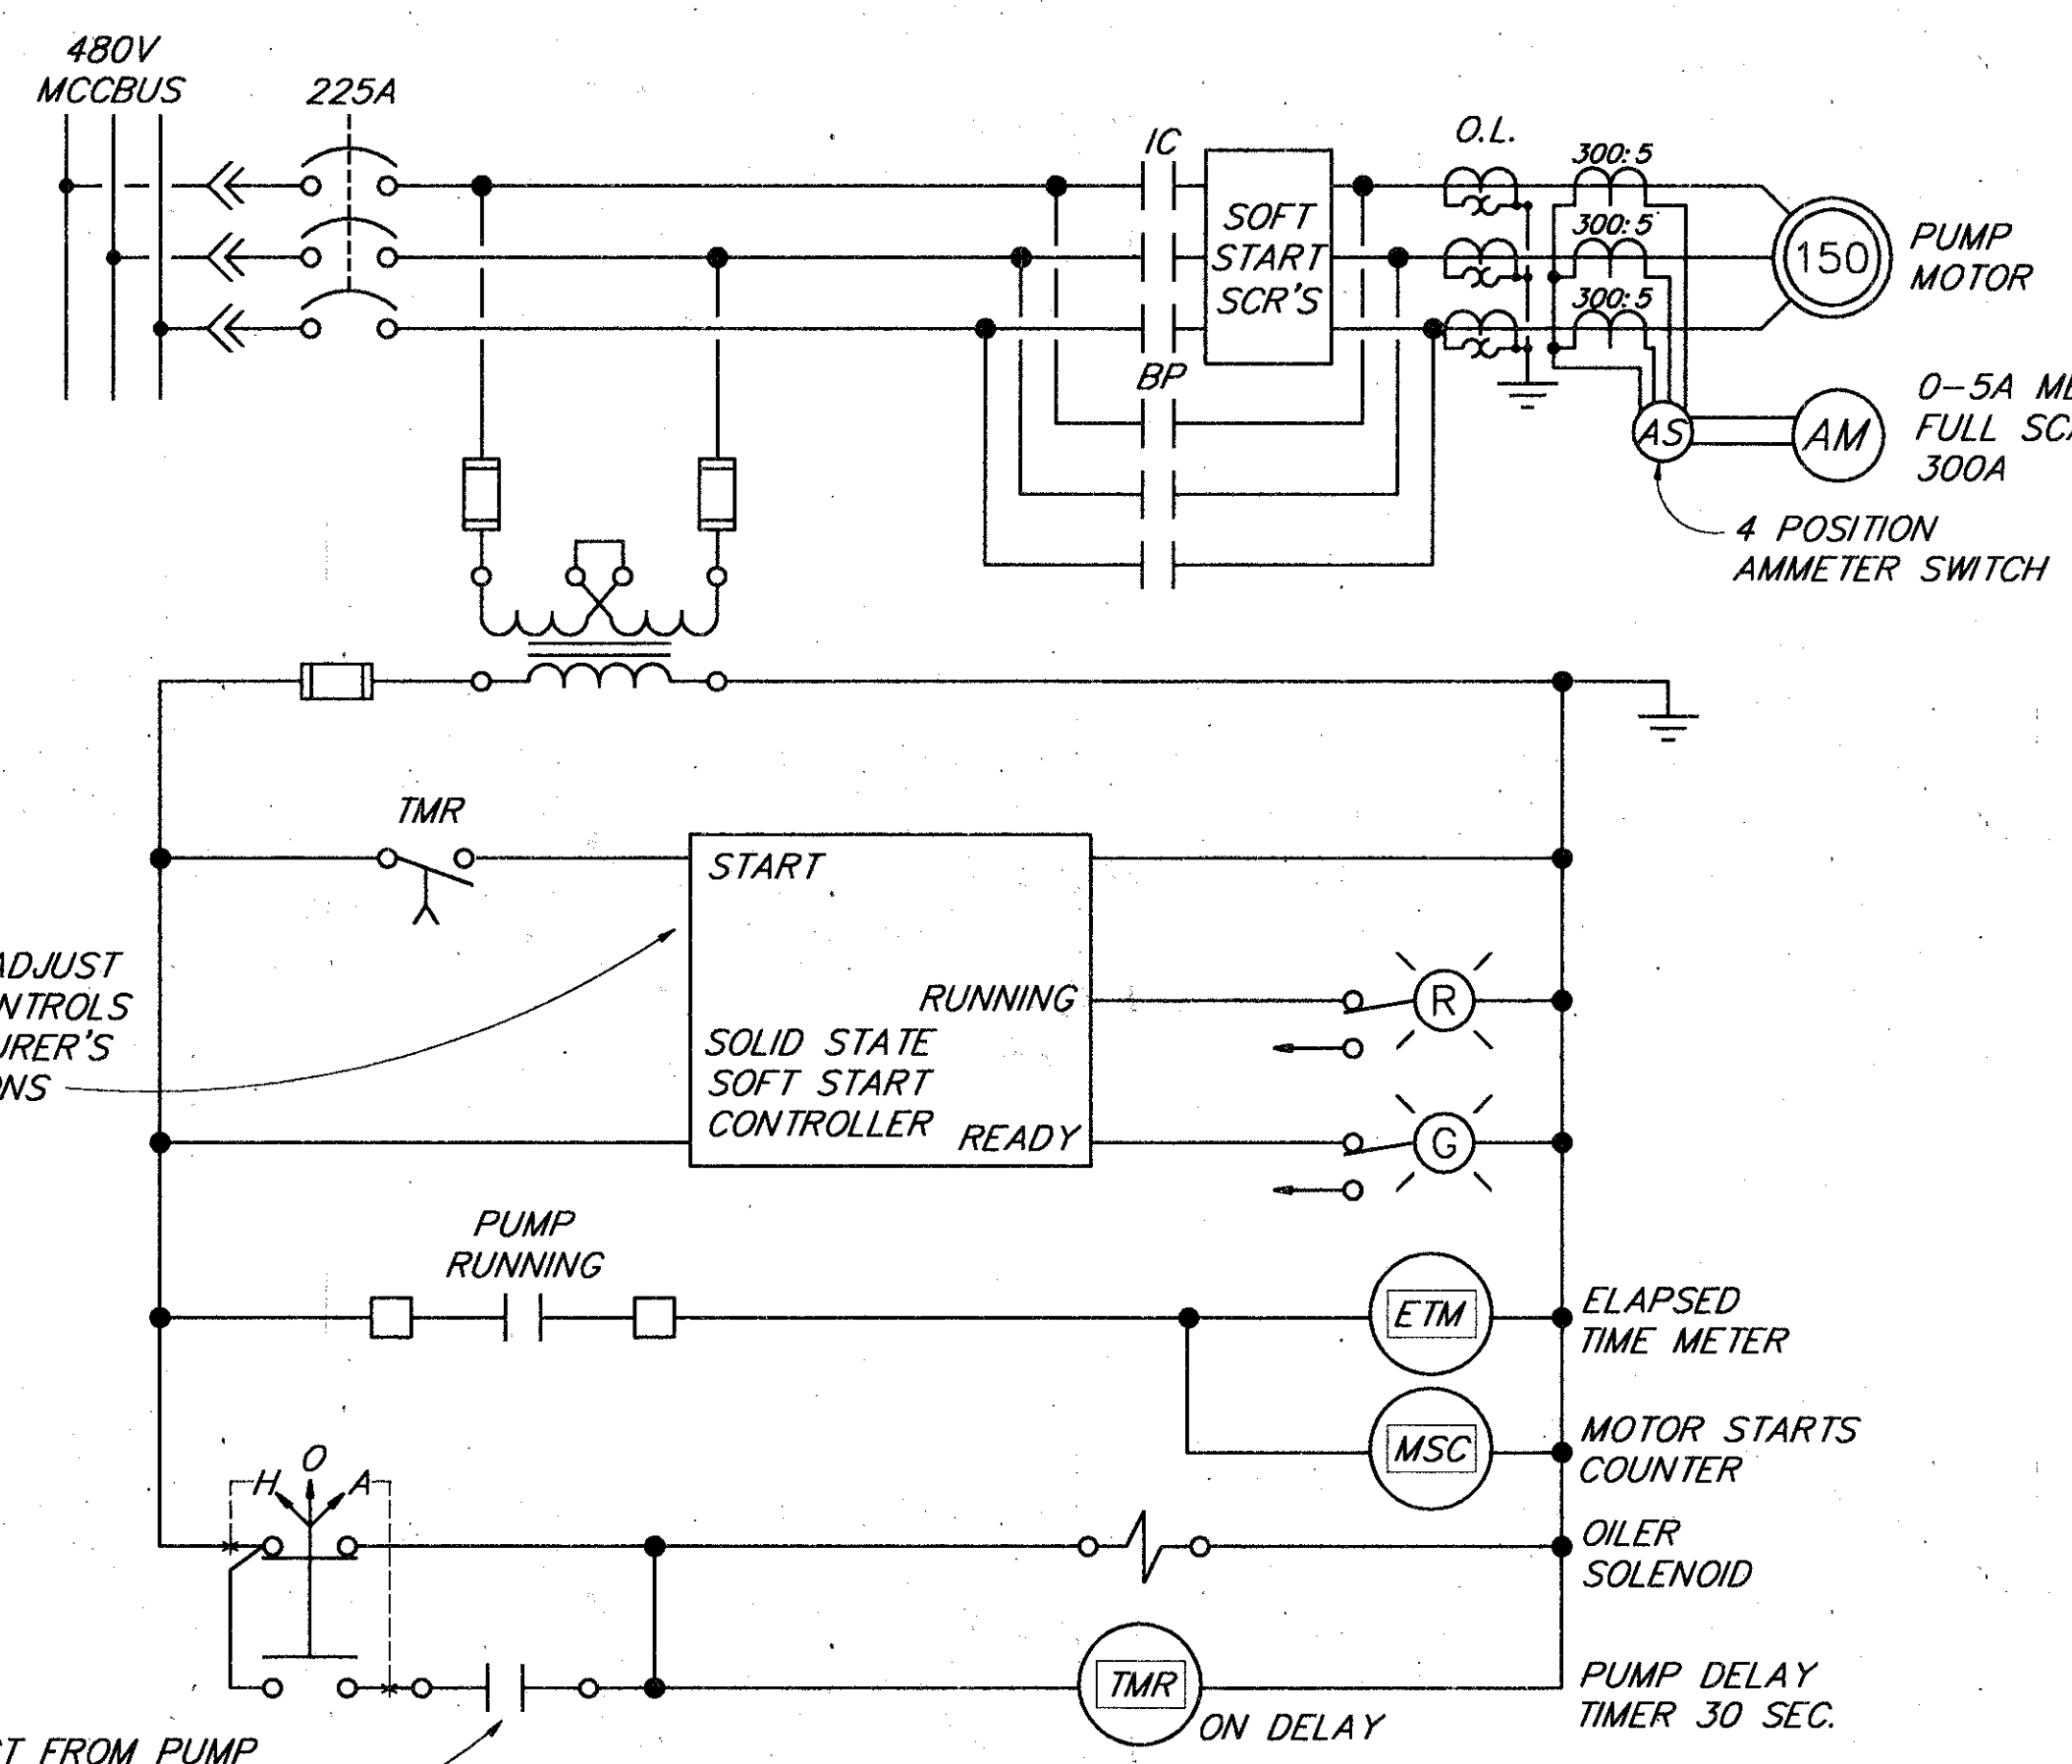 480V
MCCBUS
225A
IC
O.L.
300:5
SOFT
START
SCR'S
300:5
300:5
150
PUMP
MOTOR
BP
AS
AM
0-5A
FULL
300A
4 POSITION
AMMETER SWITCH
TMR
START
ADJUST
RUNNING
R
SOLID STATE
SOFT START
CONTROLLER
READY
G
PUMP
RUNNING
ETM
ELAPSED
TIME METER
MSC
MOTOR STARTS
COUNTER
H O A
OILER
SOLENOID
TMR
ON DELAY
PUMP DELAY
TIMER 30 SEC.
FROM PUMP